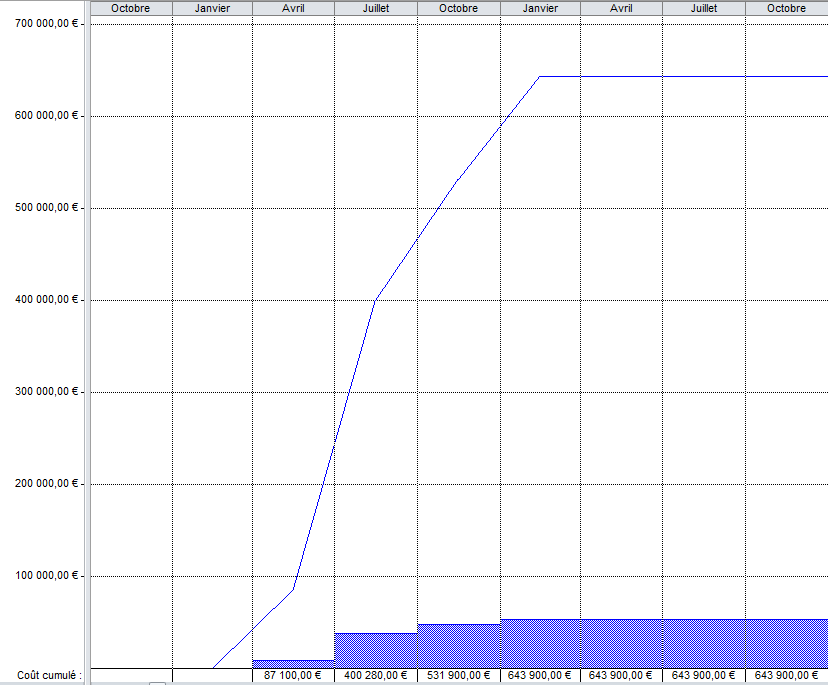 Octobre Janvier Avril Juillet Octobre Janvier Avril Juillet Octobre
700 000,00 €
600 000,00 €
500 000,00 €
400 000,00 €
300 000,00 €
200 000,00 €
100 000,00 €
Coût cumulé : 87 100,00 € 400 280,00 € 531 900,00 € 643 900,00 € 643 900,00 € 643 900,00 € 643 900,00 €